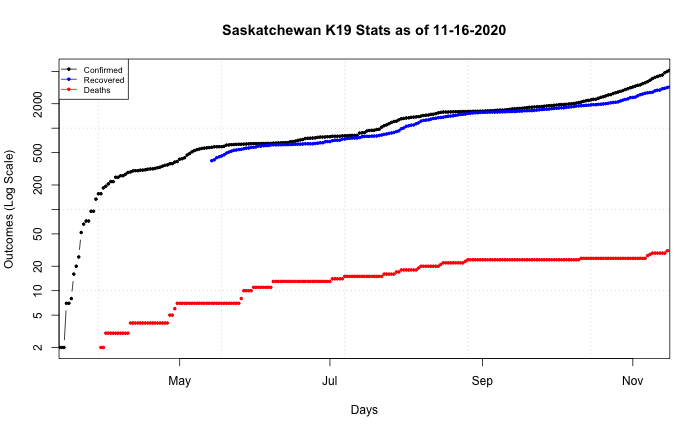 Saskatchewan K19 Stats as of 11-16-2020
Confirmed
Recovered
Deaths
Outcomes (Log Scale)
2000
500
200
50
20
10
5
2
May
Jul
Sep
Nov
Days